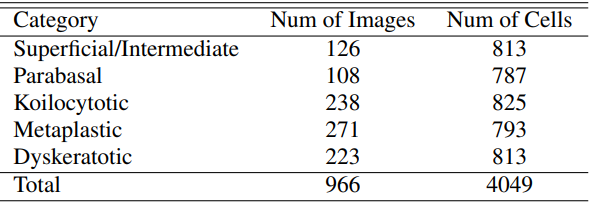 Category Num of Images Num of Cells
Superficial/Intermediate 126 813
Parabasal 108 787
Koilocytotic 238 825
Metaplastic 271 793
Dyskeratotic 223 813
Total 966 4049